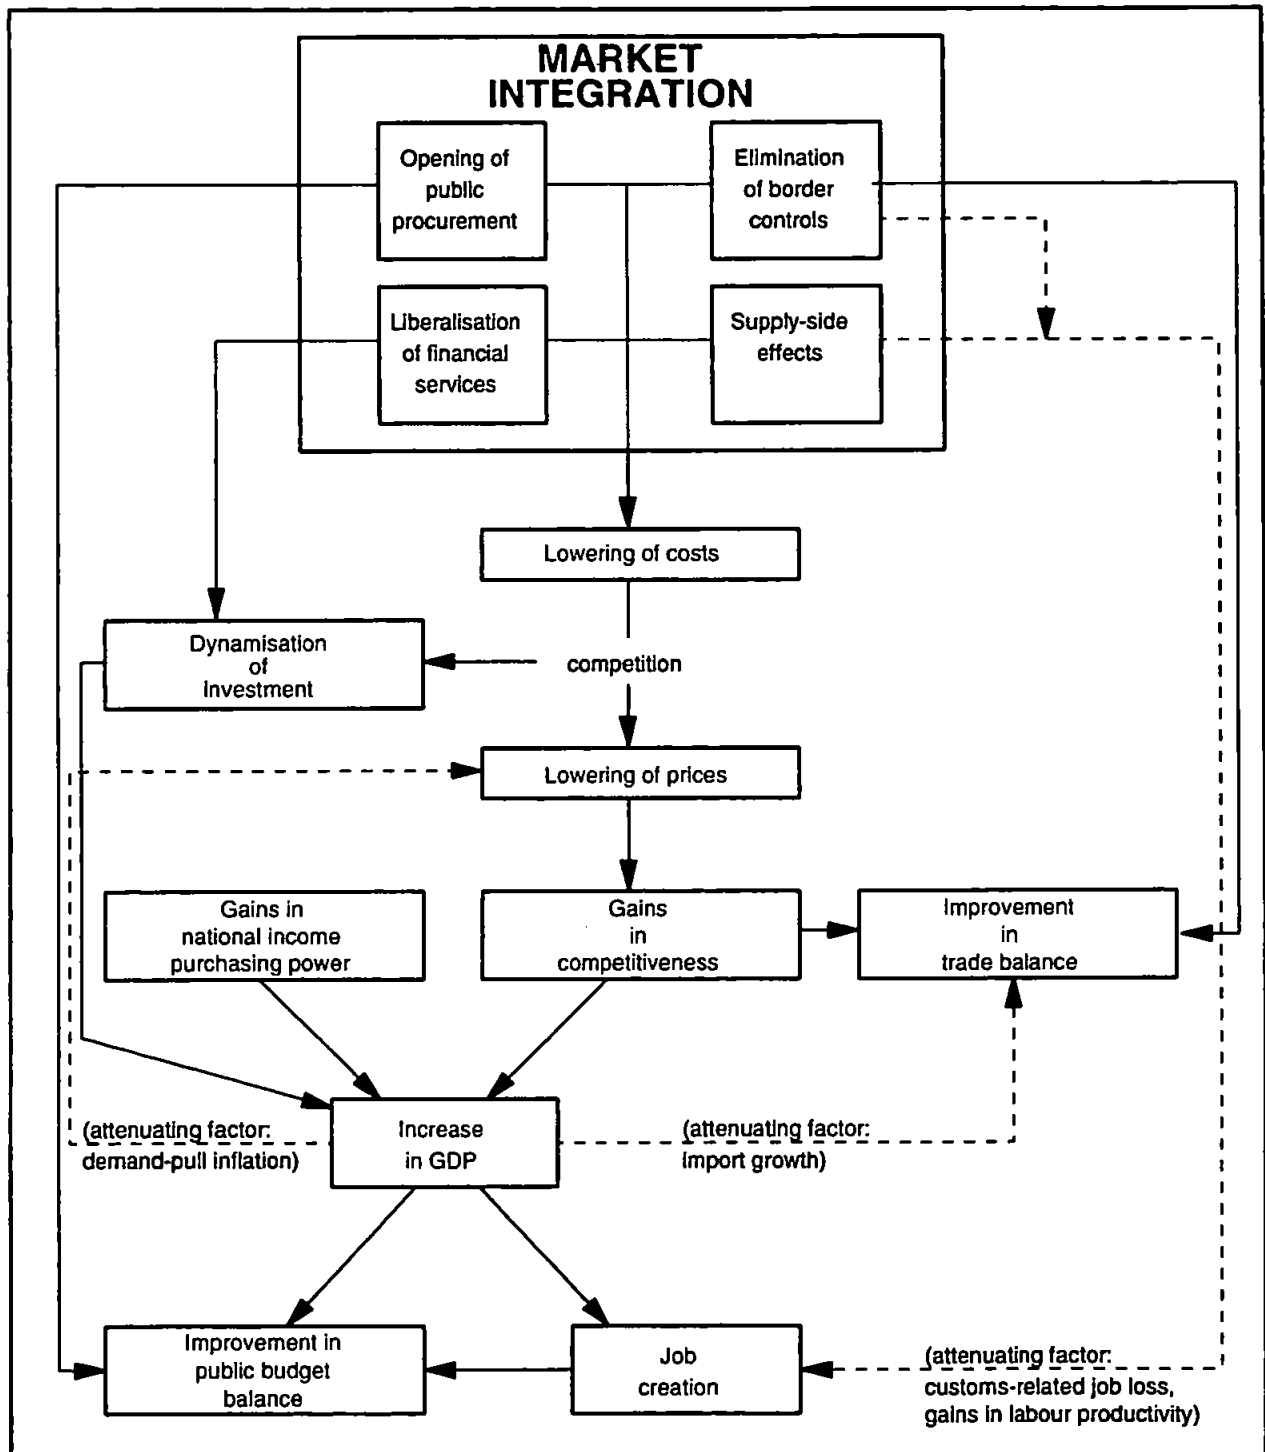 MARKET
INTEGRATION
Opening of
public
procurement
Elimination
of border
controls
Liberalisation
of financial
services
Supply-side
effects
Lowering of costs
Dynamisation
of
investment
competition
Lowering of prices
Gains in
national income
purchasing power
Gains
in
competitiveness
Improvement
in
trade balance
(attenuating factor:
demand-pull inflation)
Increase
in GDP
(attenuating factor:
import growth)
Improvement in
public budget
balance
Job
creation
(attenuating factor:
customs-related job loss,
gains in labour productivity)